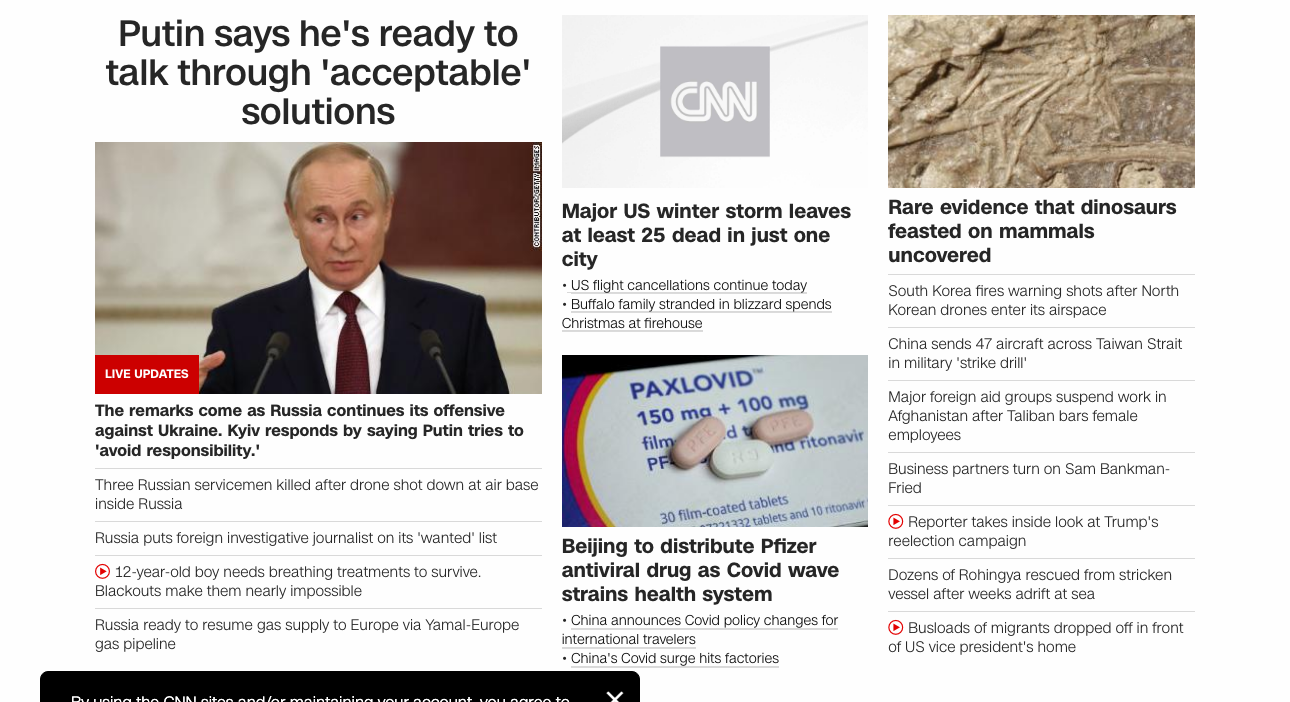 Putin says he's ready to
talk through 'acceptable'
solutions
CONTRIBUTOR/GETTY IMAGES
LIVE UPDATES
The remarks come as Russia continues its offensive
against Ukraine. Kyiv responds by saying Putin tries to
'avoid responsibility.'
Three Russian servicemen killed after drone shot down at air base
inside Russia
Russia puts foreign investigative journalist on its 'wanted' list
12-year-old boy needs breathing treatments to survive.
Blackouts make them nearly impossible
Russia ready to resume gas supply to Europe via Yamal-Europe
gas pipeline
CNN
Major US winter storm leaves
at least 25 dead in just one
city
• US flight cancellations continue today
• Buffalo family stranded in blizzard spends
Christmas at firehouse
PAXLOVID™
150 mg + 100 mg
film
nd ritonavir
PF
30 film-coated tablets
tablets and 10 ritonavir
Beijing to distribute Pfizer
antiviral drug as Covid wave
strains health system
• China announces Covid policy changes for
international travelers
• China's Covid surge hits factories
Rare evidence that dinosaurs
feasted on mammals
uncovered
South Korea fires warning shots after North
Korean drones enter its airspace
China sends 47 aircraft across Taiwan Strait
in military 'strike drill'
Major foreign aid groups suspend work in
Afghanistan after Taliban bars female
employees
Business partners turn on Sam Bankman-
Fried
Reporter takes inside look at Trump's
reelection campaign
Dozens of Rohingya rescued from stricken
vessel after weeks adrift at sea
Busloads of migrants dropped off in front
of US vice president's home
By using the CNN sites and/or maintaining your account, you agree to